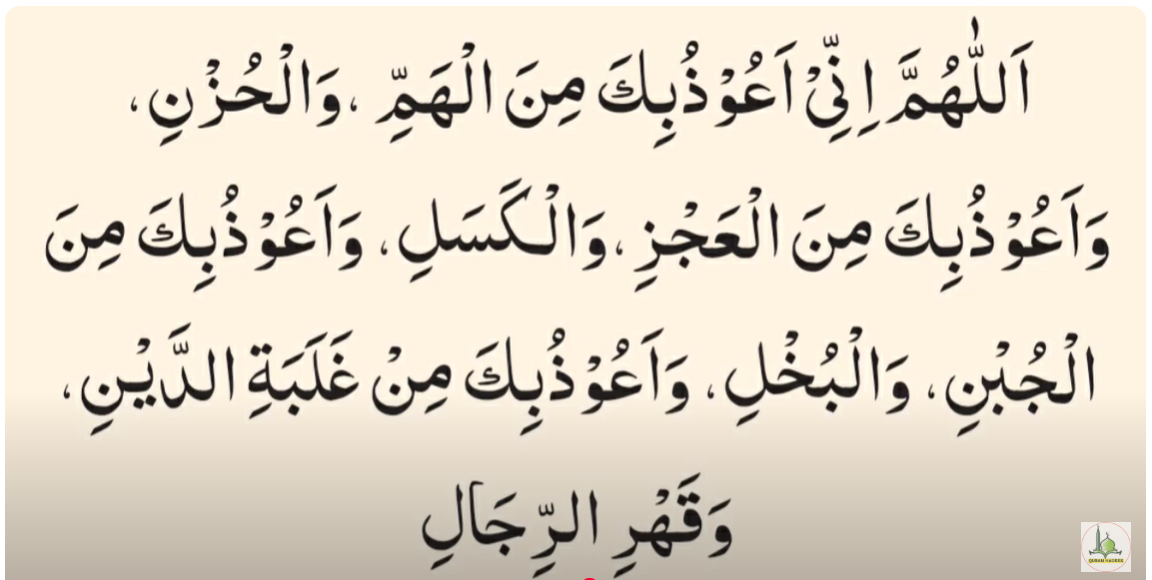 اَللّٰهُمَّ اِنِّیْ اَعُوْذُبِكَ مِنَ الْهَمِّ ،وَالْحُزْنِ،
وَاَعُوْذُبِكَ مِنَ الْعَجْزِ ،وَالْكَسَلِ، وَاَعُوْذُبِكَ مِنَ
الْجُبْنِ، وَالْبُخْلِ، وَاَعُوْذُبِكَ مِنْ غَلَبَةِ الدَّیْنِ،
وَقَهْرِ الرِّجَالِ
QURAN HADEES